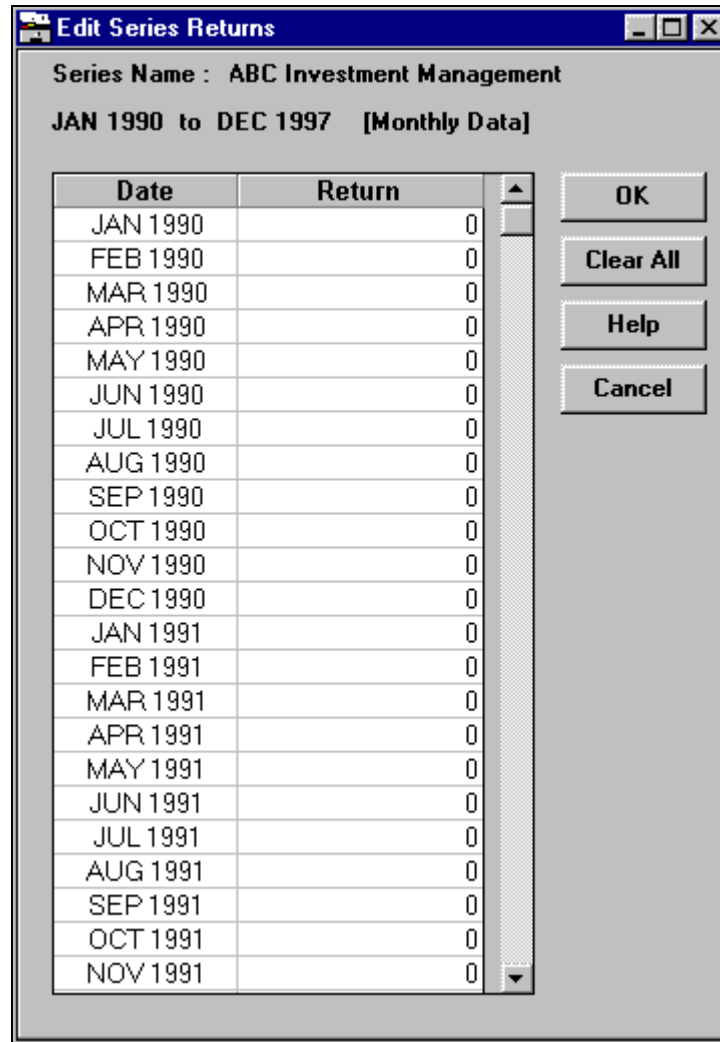 Edit Series Returns
Series Name : ABC Investment Management
JAN 1990 to DEC 1997 [Monthly Data]
Date Return
JAN 1990 0
FEB 1990 0
MAR 1990 0
APR 1990 0
MAY 1990 0
JUN 1990 0
JUL 1990 0
AUG 1990 0
SEP 1990 0
OCT 1990 0
NOV 1990 0
DEC 1990 0
JAN 1991 0
FEB 1991 0
MAR 1991 0
APR 1991 0
MAY 1991 0
JUN 1991 0
JUL 1991 0
AUG 1991 0
SEP 1991 0
OCT 1991 0
NOV 1991 0
OK
Clear All
Help
Cancel